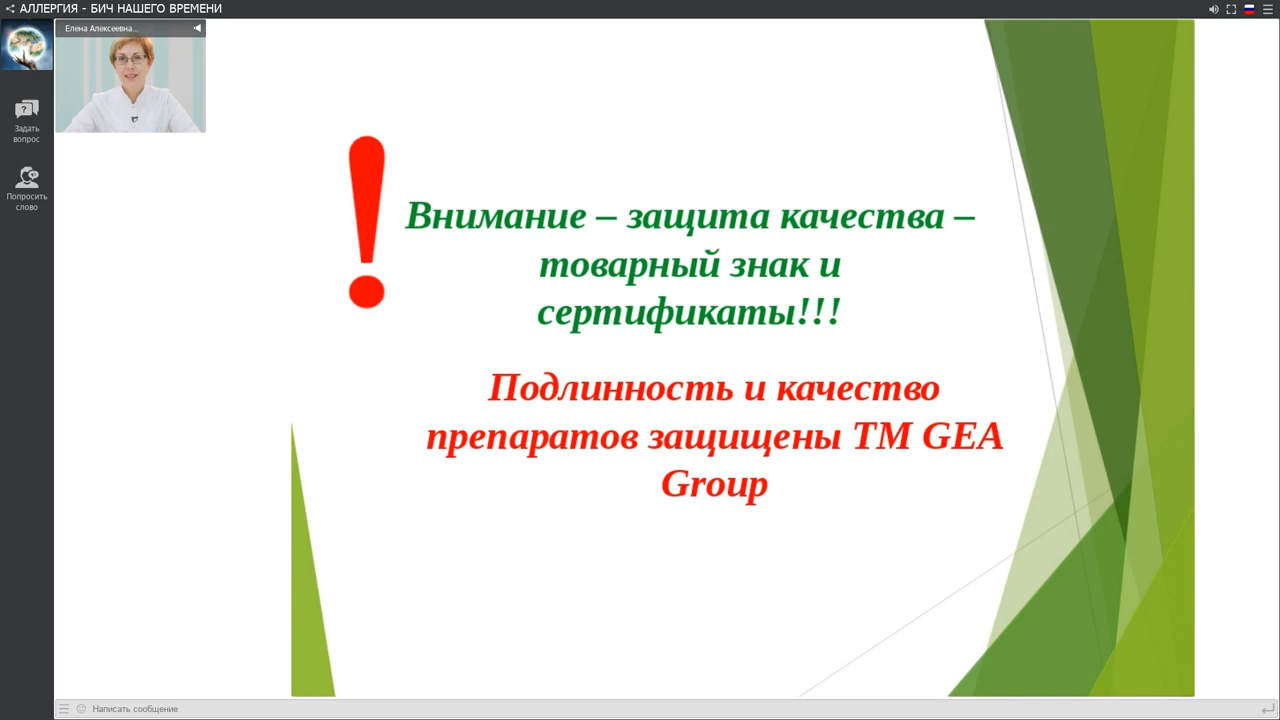 АЛЛЕРГИЯ - БИЧ НАШЕГО ВРЕМЕНИ
Елена Алексеевна...
Задать
вопрос
Попросить
слово
Внимание – защита качества –
товарный знак и
сертификаты!!!
Подлинность и качество
препаратов защищены ТМ GEA
Group
Написать сообщение